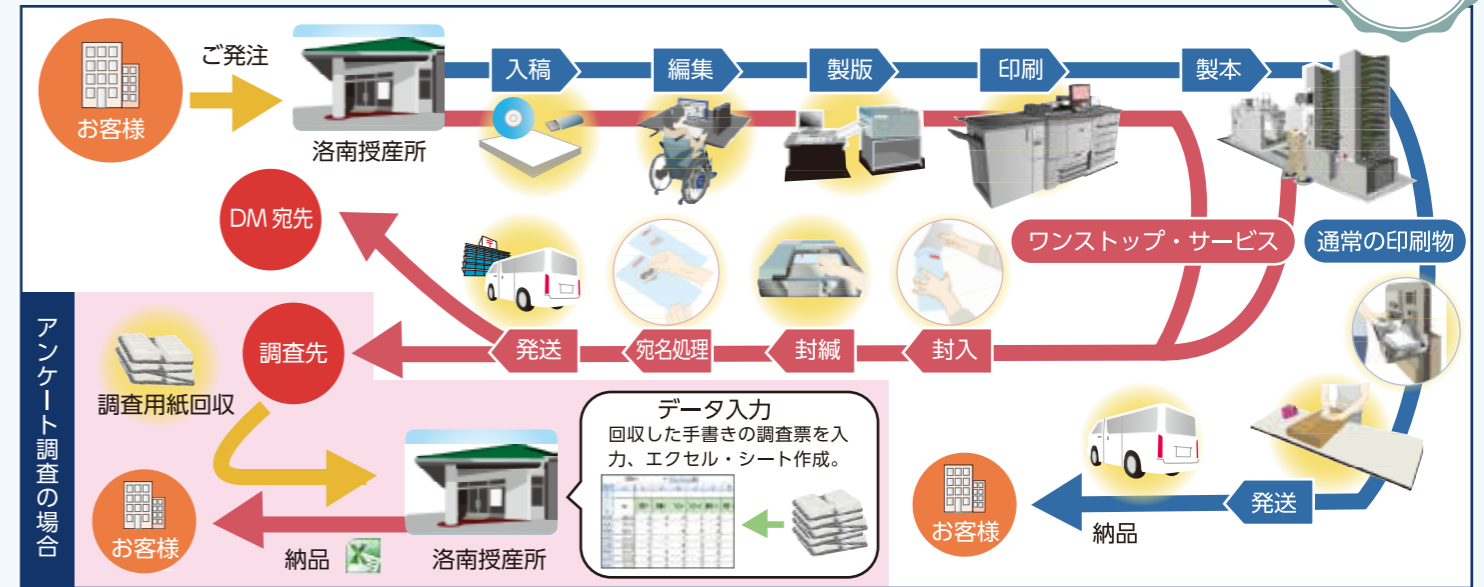 お客様
ご発注
洛南授産所
入稿
編集
製版
印刷
製本
DM 宛先
ワンストップ・サービス
通常の印刷物
発送
宛名処理
封緘
封入
アンケート調査の場合
調査先
調査用紙回収
データ入力
回収した手書きの調査票を入
力、エクセル・シート作成。
お客様
納品
洛南授産所
お客様
納品
発送